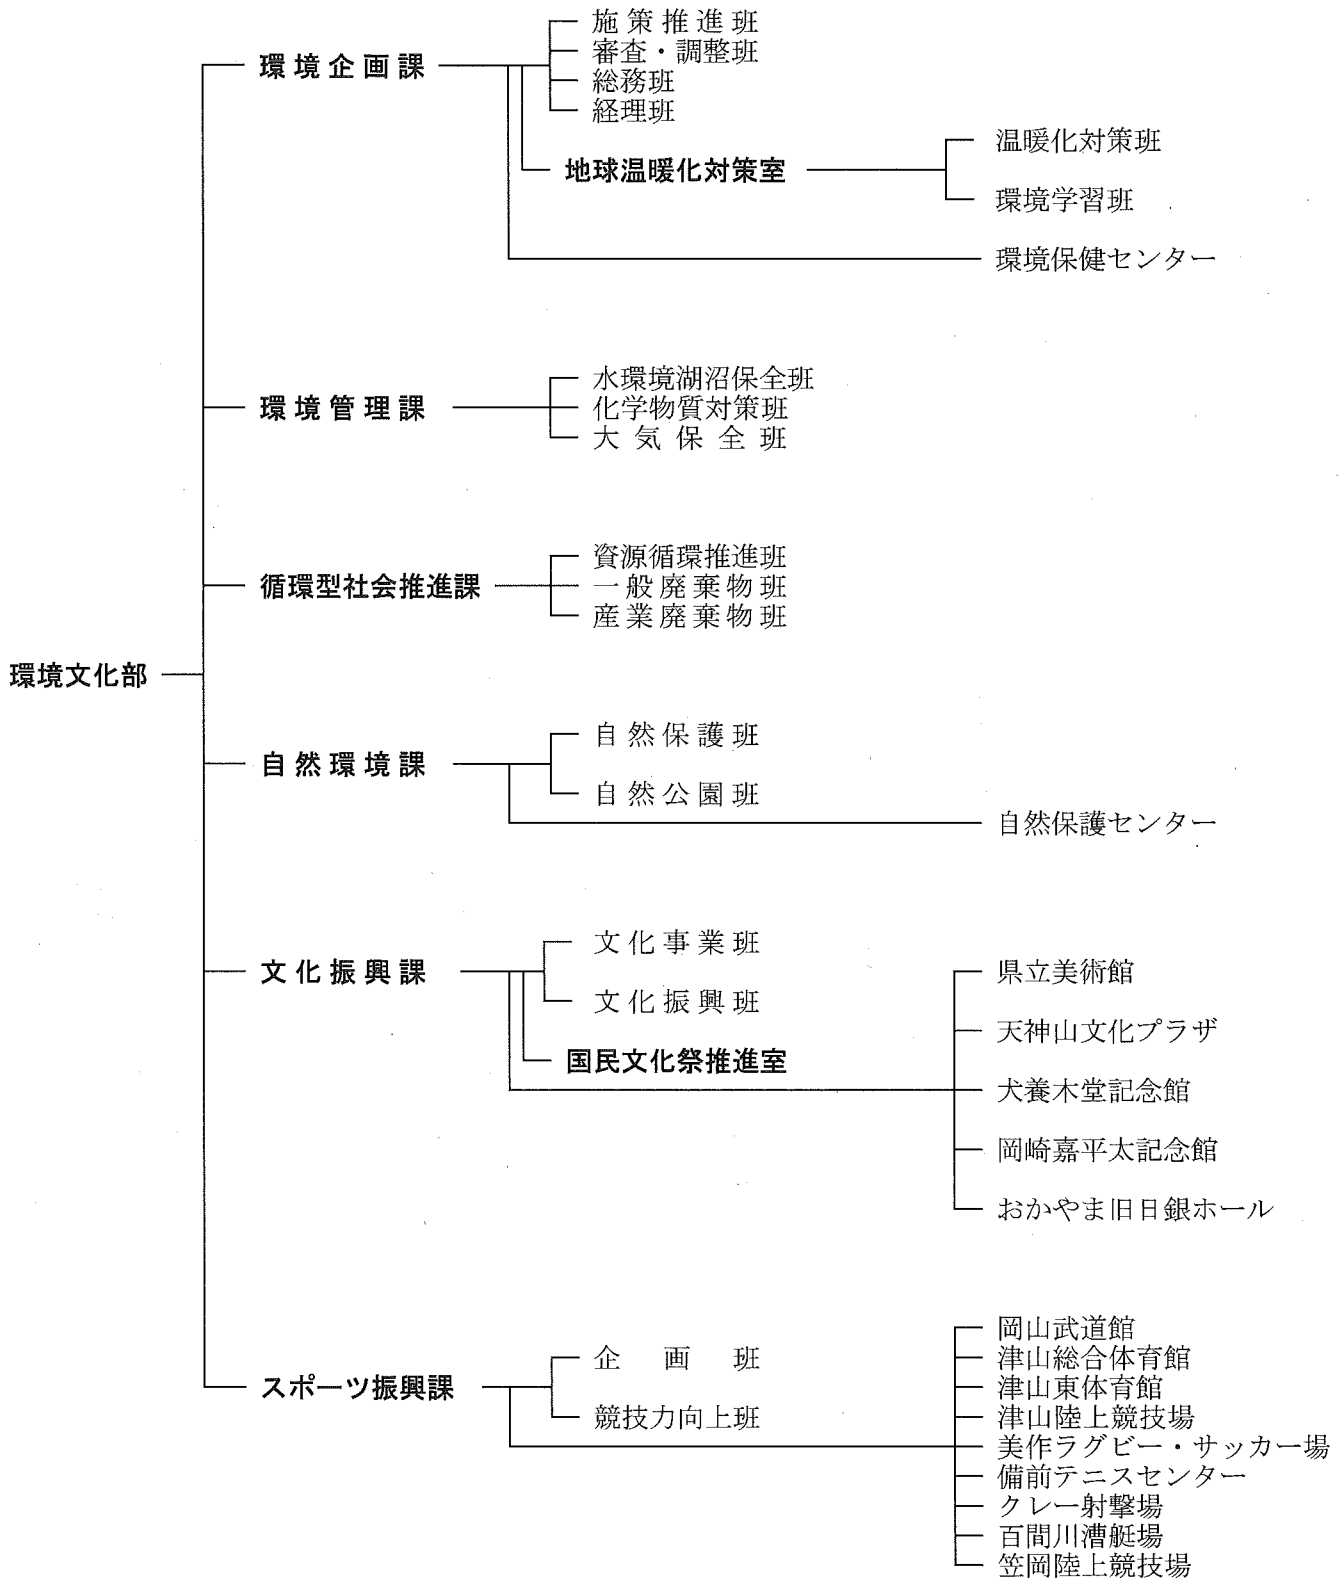 環境文化部
環境企画課
施策推進班
審査・調整班
総務班
経理班
地球温暖化対策室
温暖化対策班
環境学習班
環境保健センター
環境管理課
水環境湖沼保全班
化学物質対策班
大気保全班
循環型社会推進課
資源循環推進班
一般廃棄物班
産業廃棄物班
自然環境課
自然保護班
自然公園班
自然保護センター
文化振興課
文化事業班
文化振興班
国民文化祭推進室
県立美術館
天神山文化プラザ
犬養木堂記念館
岡崎嘉平太記念館
おかやま旧日銀ホール
スポーツ振興課
企画班
競技力向上班
岡山武道館
津山総合体育館
津山東体育館
津山陸上競技場
美作ラグビー・サッカー場
備前テニスセンター
クレー射撃場
百間川漕艇場
笠岡陸上競技場